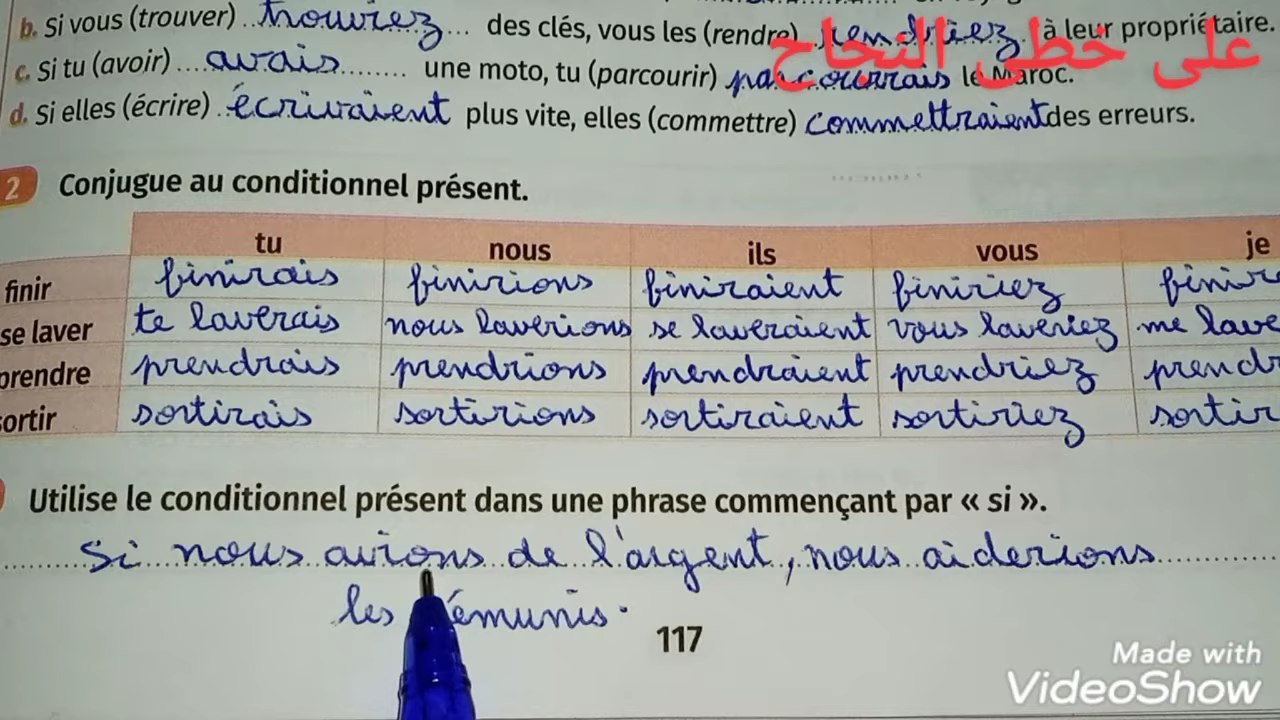 b. Si vous (trouver) ..trouviez... des clés, vous les (rendre) rendriez à leur propriétaire.
على خطى النجاح
c. Si tu (avoir) ...avais........ une moto, tu (parcourir) parcourrais le Maroc.
d. Si elles (écrire) ..écrivaient plus vite, elles (commettre) commettraient des erreurs.
2 Conjugue au conditionnel présent.
tu nous ils vous je
finir finirais finirions finiraient finiriez finir
se laver te laverais nous laverions se laveraient vous laveriez me lave
prendre prendrais prendrions prendraient prendriez prendr
sortir sortirais sortirions sortiraient sortiriez sortir
Utilise le conditionnel présent dans une phrase commençant par « si ».
Si nous avions de l'argent, nous aiderions
les démunis.
117
Made with
VideoShow